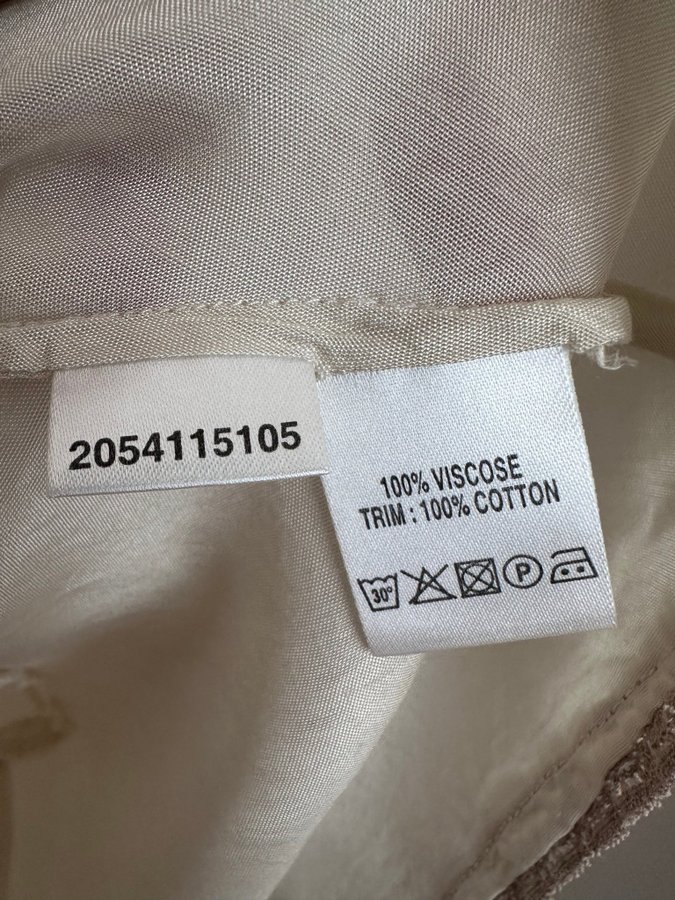 2054115105
100% VISCOSE
TRIM : 100% COTTON
30° P